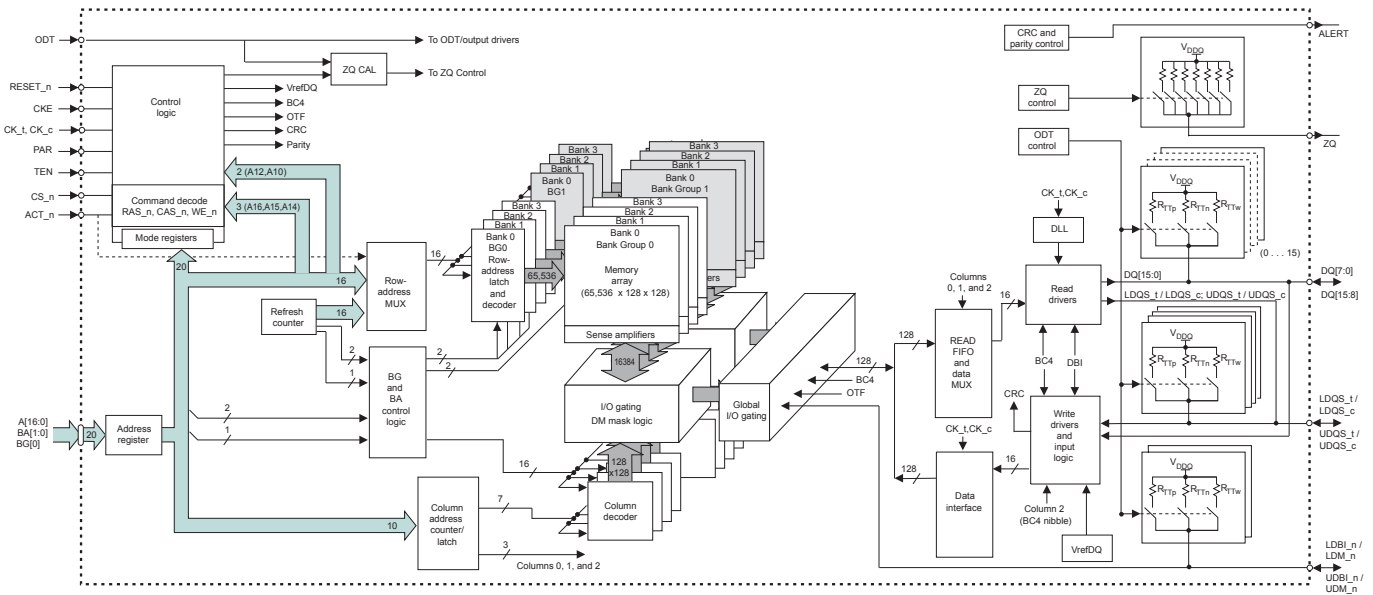 ODT
To ODT/output drivers
ZQ CAL
To ZQ Control
RESET_n
CKE
CK_t, CK_c
PAR
TEN
CS_n
ACT_n
Control
logic
VrefDQ
BC4
OTF
CRC
Parity
2 (A12,A10)
Command decode
RAS_n, CAS_n, WE_n
3 (A16,A15,A14)
Mode registers
20
16
Row-
address
MUX
16
Refresh
counter
16
2
1
BG
and
BA
control
logic
2
2
2
1
A[16:0]
BA[1:0]
BG[0]
20
Address
register
16
10
Column
address
counter/
latch
7
3
Columns 0, 1, and 2
Bank 3
Bank 2
Bank 1
Bank 0
BG1
Bank 3
Bank 2
Bank 1
Bank 0
BG0
Row-
address
latch
and
decoder
65,536
Bank 3
Bank 2
Bank 1
Bank 0
Bank Group 1
Bank 3
Bank 2
Bank 1
Bank 0
Bank Group 0
Memory
array
(65,536 x 128 x 128)
Sense amplifiers
ers
16384
I/O gating
DM mask logic
128
x128
Column
decoder
Global
I/O gating
128
BC4
OTF
128
128
READ
FIFO
and
data
MUX
Columns
0, 1, and 2
16
CK_t,CK_c
Data
interface
16
CK_t,CK_c
DLL
Read
drivers
BC4
DBI
CRC
Write
drivers
and
input
logic
Column 2
(BC4 nibble)
VrefDQ
DQ[15:0]
LDQS_t / LDQS_c; UDQS_t / UDQS_c
CRC and
parity control
ZQ
control
ODT
control
VDDQ
VDDQ
RTTp RTTn RTTw
(0 . . . 15)
VDDQ
RTTp RTTn RTTw
VDDQ
RTTp RTTn RTTw
ALERT
ZQ
DQ[7:0]
DQ[15:8]
LDQS_t /
LDQS_c
UDQS_t /
UDQS_c
LDBI_n /
LDM_n
UDBI_n /
UDM_n